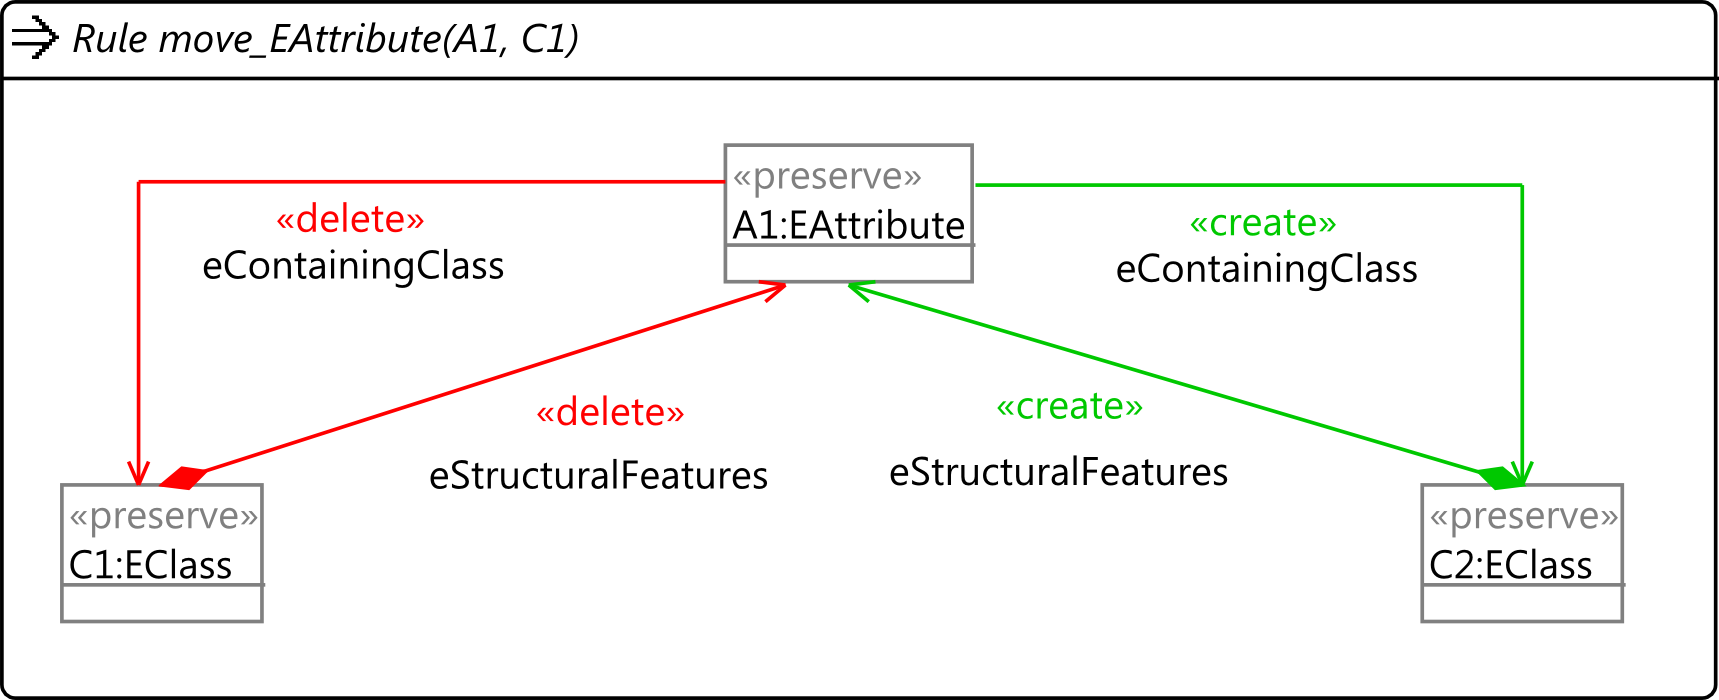 Rule move_EAttribute(A1, C1)
«preserve»
A1:EAttribute
«delete»
eContainingClass
«create»
eContainingClass
«delete»
eStructuralFeatures
«create»
eStructuralFeatures
«preserve»
C1:EClass
«preserve»
C2:EClass